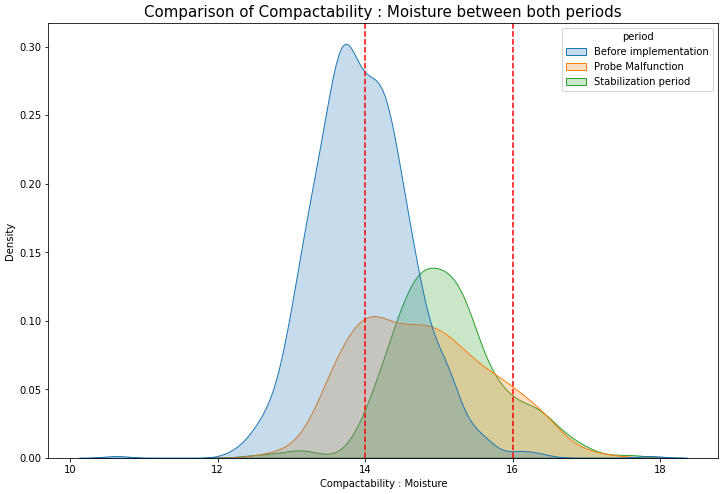 Comparison of Compactability : Moisture between both periods
period
Before implementation
Probe Malfunction
Stabilization period
0.30
0.25
0.20
0.15
0.10
0.05
0.00
Density
10 12 14 16 18
Compactability : Moisture